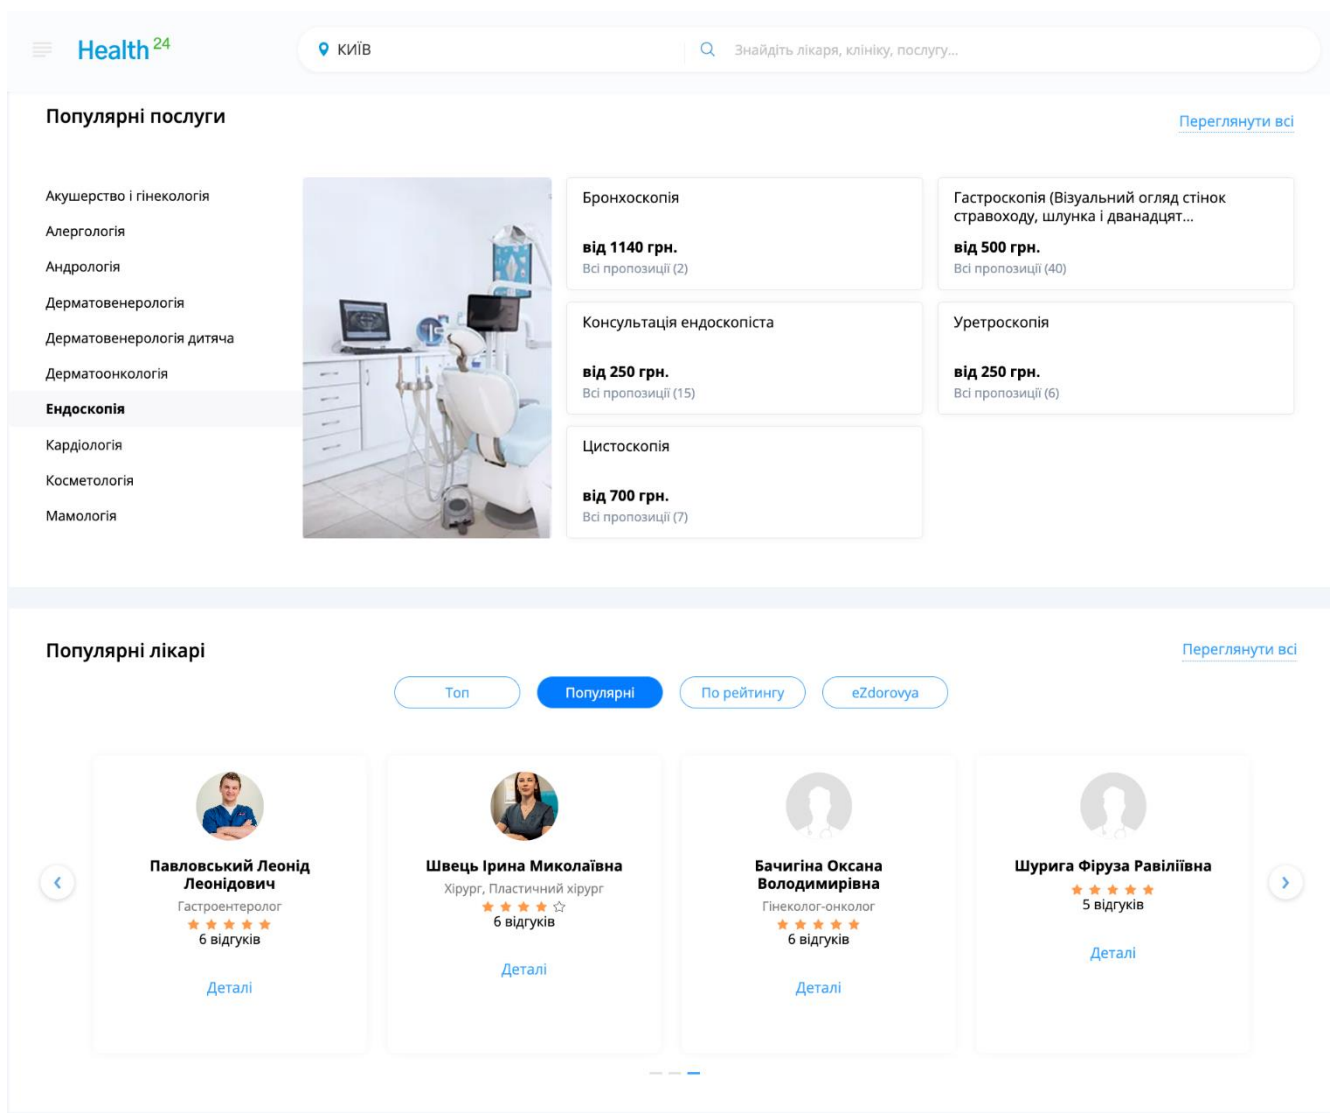 Health 24
КИЇВ
Знайдіть лікаря, клініку, послугу...
Популярні послуги
Переглянути всі
Акушерство і гінекологія
Алергологія
Андрологія
Дерматовенерологія
Дерматовенерологія дитяча
Дерматоонкологія
Ендоскопія
Кардіологія
Косметологія
Мамологія
Бронхоскопія
від 1140 грн.
Всі пропозиції (2)
Гастроскопія (Візуальний огляд стінок
стравоходу, шлунка і дванадцят...
від 500 грн.
Всі пропозиції (40)
Консультація ендоскопіста
від 250 грн.
Всі пропозиції (15)
Уретроскопія
від 250 грн.
Всі пропозиції (6)
Цистоскопія
від 700 грн.
Всі пропозиції (7)
Популярні лікарі
Переглянути всі
Топ
Популярні
По рейтингу
eZdorovya
Павловський Леонід
Леонідович
Гастроентеролог
6 відгуків
Деталі
Швець Ірина Миколаївна
Хірург, Пластичний хірург
6 відгуків
Деталі
Бачигіна Оксана
Володимирівна
Гінеколог-онколог
6 відгуків
Деталі
Шурига Фіруза Равіліївна
5 відгуків
Деталі